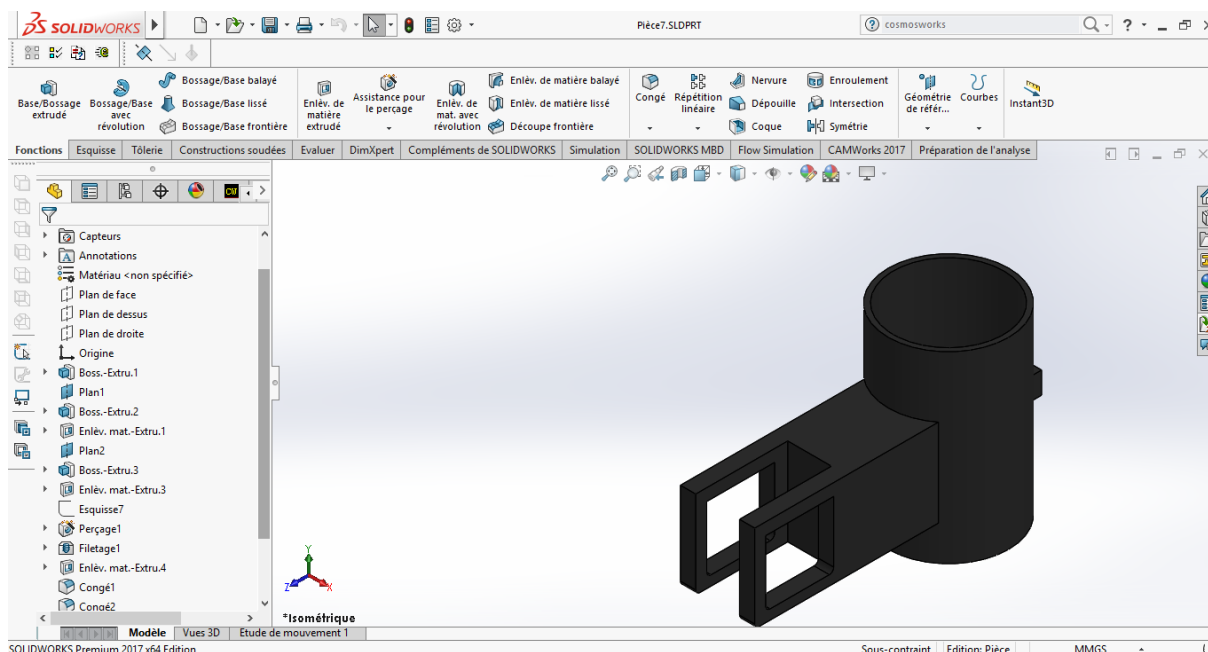 SOLIDWORKS Pièce7.SLDPRT cosmosworks ?
Base/Bossage extrudé
Bossage/Base avec révolution
Bossage/Base balayé
Bossage/Base lissé
Bossage/Base frontière
Enlèv. de matière extrudé
Assistance pour le perçage
Enlèv. de mat. avec révolution
Enlèv. de matière balayé
Enlèv. de matière lissé
Découpe frontière
Congé
Répétition linéaire
Nervure
Dépouille
Coque
Enroulement
Intersection
Symétrie
Géométrie de référ...
Courbes
Instant3D
Fonctions Esquisse Tôlerie Constructions soudées Evaluer DimXpert Compléments de SOLIDWORKS Simulation SOLIDWORKS MBD Flow Simulation CAMWorks 2017 Préparation de l'analyse
CW
Capteurs
Annotations
Matériau <non spécifié>
Plan de face
Plan de dessus
Plan de droite
Origine
Boss.-Extru.1
Plan1
Boss.-Extru.2
Enlèv. mat.-Extru.1
Plan2
Boss.-Extru.3
Enlèv. mat.-Extru.3
Esquisse7
Perçage1
Filetage1
Enlèv. mat.-Extru.4
Congé1
Congé2
Y
Z X
*Isométrique
Modèle Vues 3D Etude de mouvement 1
SOLIDWORKS Premium 2017 x64 Edition Sous-contraint Edition: Pièce MMGS